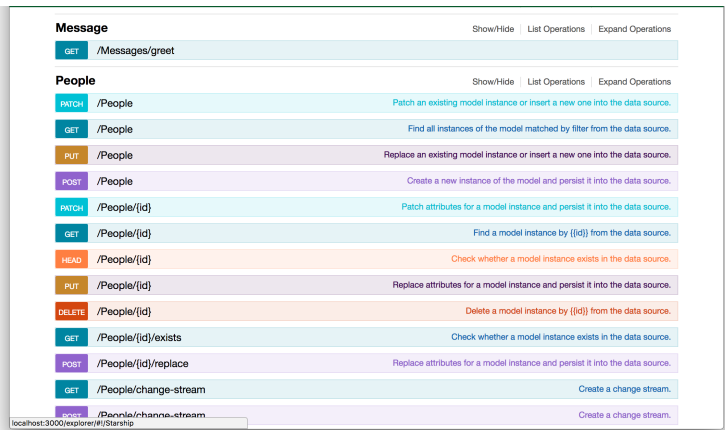 Message Show/Hide List Operations Expand Operations
GET /Messages/greet
People Show/Hide List Operations Expand Operations
PATCH /People Patch an existing model instance or insert a new one into the data source.
GET /People Find all instances of the model matched by filter from the data source.
PUT /People Replace an existing model instance or insert a new one into the data source.
POST /People Create a new instance of the model and persist it into the data source.
PATCH /People/{id} Patch attributes for a model instance and persist it into the data source.
GET /People/{id} Find a model instance by {{id}} from the data source.
HEAD /People/{id} Check whether a model instance exists in the data source.
PUT /People/{id} Replace attributes for a model instance and persist it into the data source.
DELETE /People/{id} Delete a model instance by {{id}} from the data source.
GET /People/{id}/exists Check whether a model instance exists in the data source.
POST /People/{id}/replace Replace attributes for a model instance and persist it into the data source.
GET /People/change-stream Create a change stream.
POST /People/change-stream Create a change stream.
localhost:3000/explorer/#!/Starship